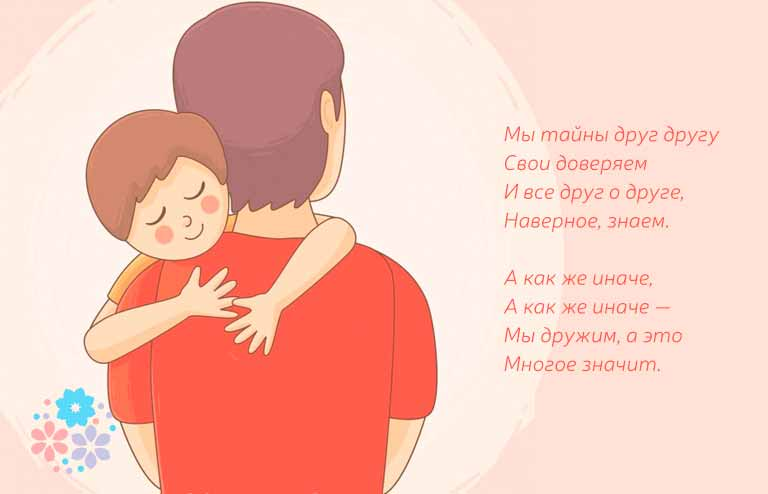 Мы тайны друг другу
Свои доверяем
И все друг о друге,
Наверное, знаем.
А как же иначе,
А как же иначе —
Мы дружим, а это
Многое значит.